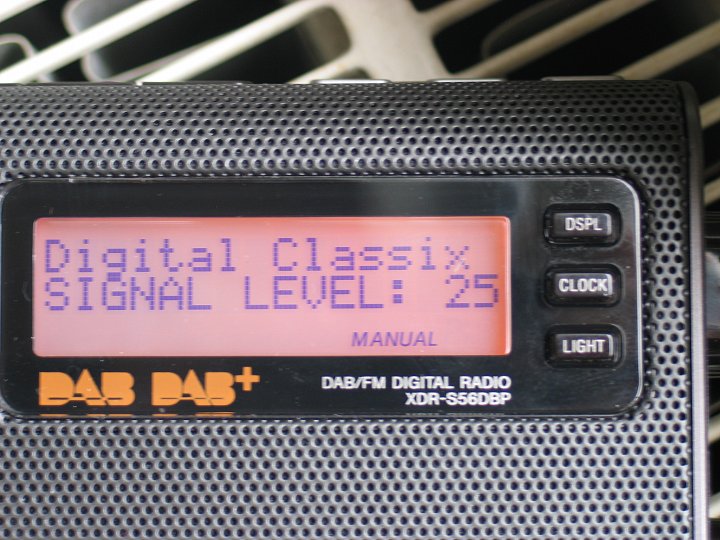 Digital Classix
SIGNAL LEVEL: 25
MANUAL
DSPL
CLOCK
LIGHT
DAB DAB+
DAB/FM DIGITAL RADIO
XDR-S56DBP